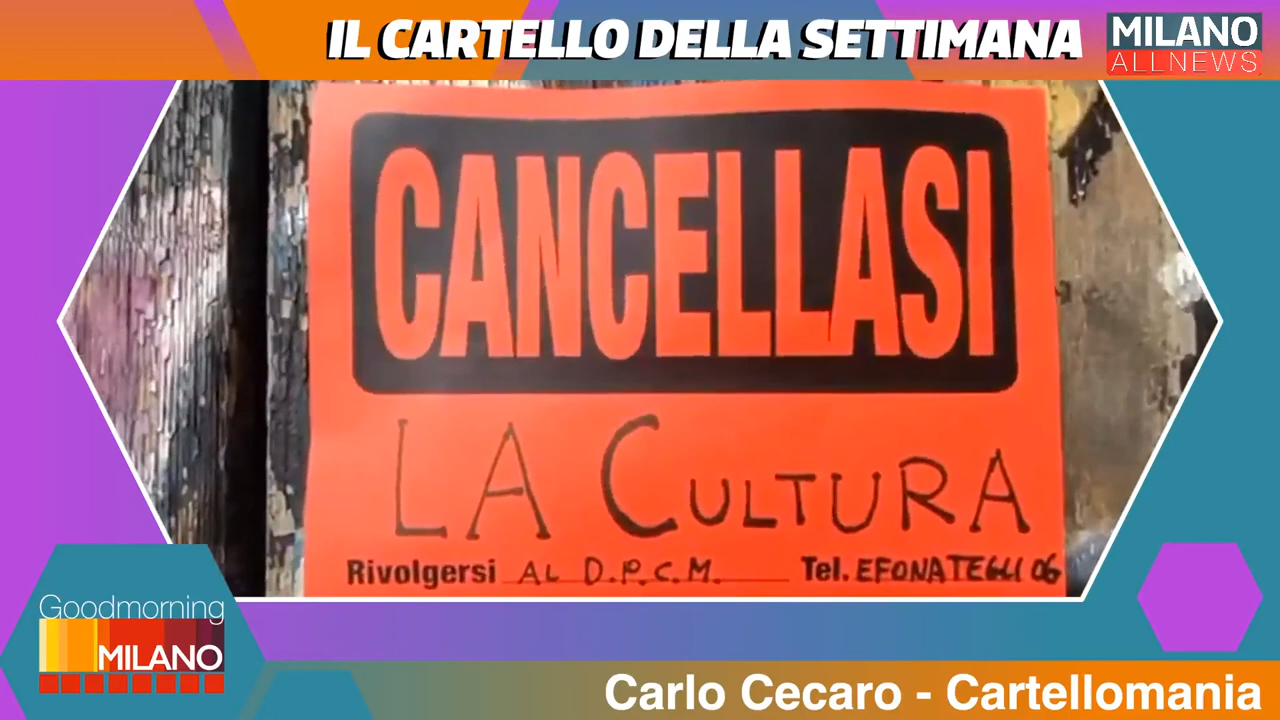 IL CARTELLO DELLA SETTIMANA
MILANO
ALLNEWS
CANCELLASI
LA CULTURA
Rivolgersi AL D.P.C.M. Tel. EFONATEGLI 06
Goodmorning
MILANO
Carlo Cecaro - Cartellomania